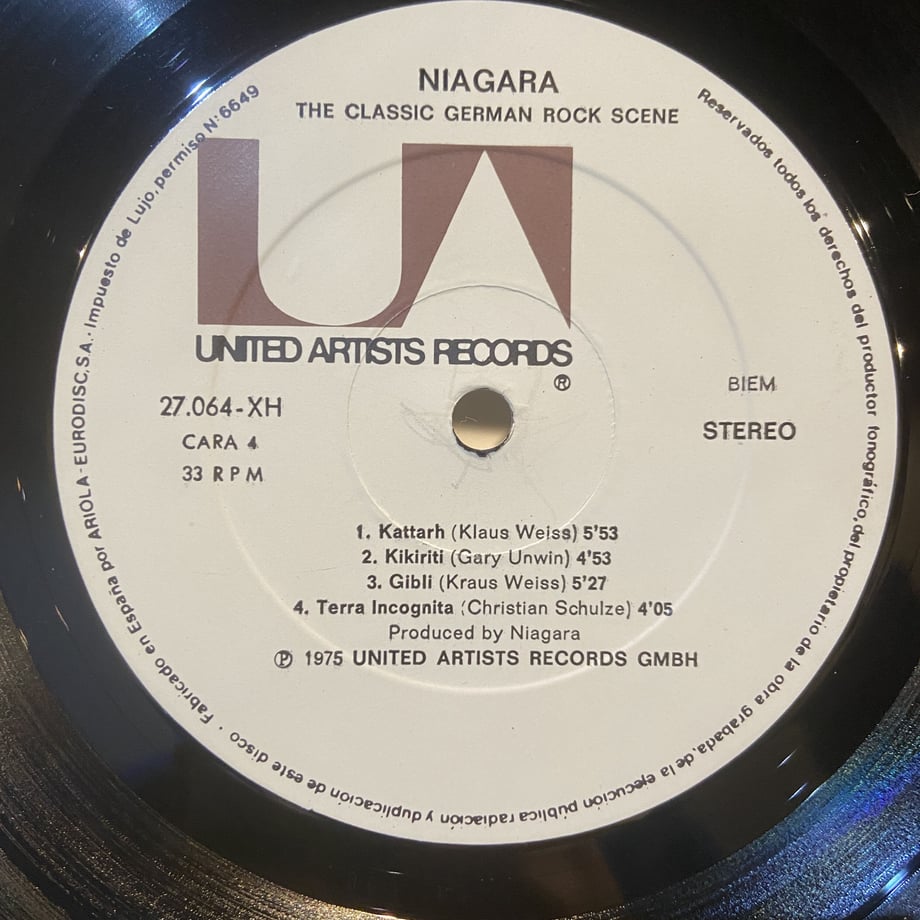 NIAGARA
THE CLASSIC GERMAN ROCK SCENE
UA
UNITED ARTISTS RECORDS
®
27.064-XH
CARA 4
33 RPM
BIEM
STEREO
1. Kattarh (Klaus Weiss) 5'53
2. Kikiriti (Gary Unwin) 4'53
3. Gibli (Kraus Weiss) 5'27
4. Terra Incognita (Christian Schulze) 4'05
Produced by Niagara
℗ 1975 UNITED ARTISTS RECORDS GMBH
Reservados todos los derechos del productor fonográfico, del propietario de la obra grabada, de la ejecución pública radiación y duplicación de este disco · Fabricado en España por ARIOLA-EURODISC, S.A. · Impuesto de Lujo, permiso N.º 6649